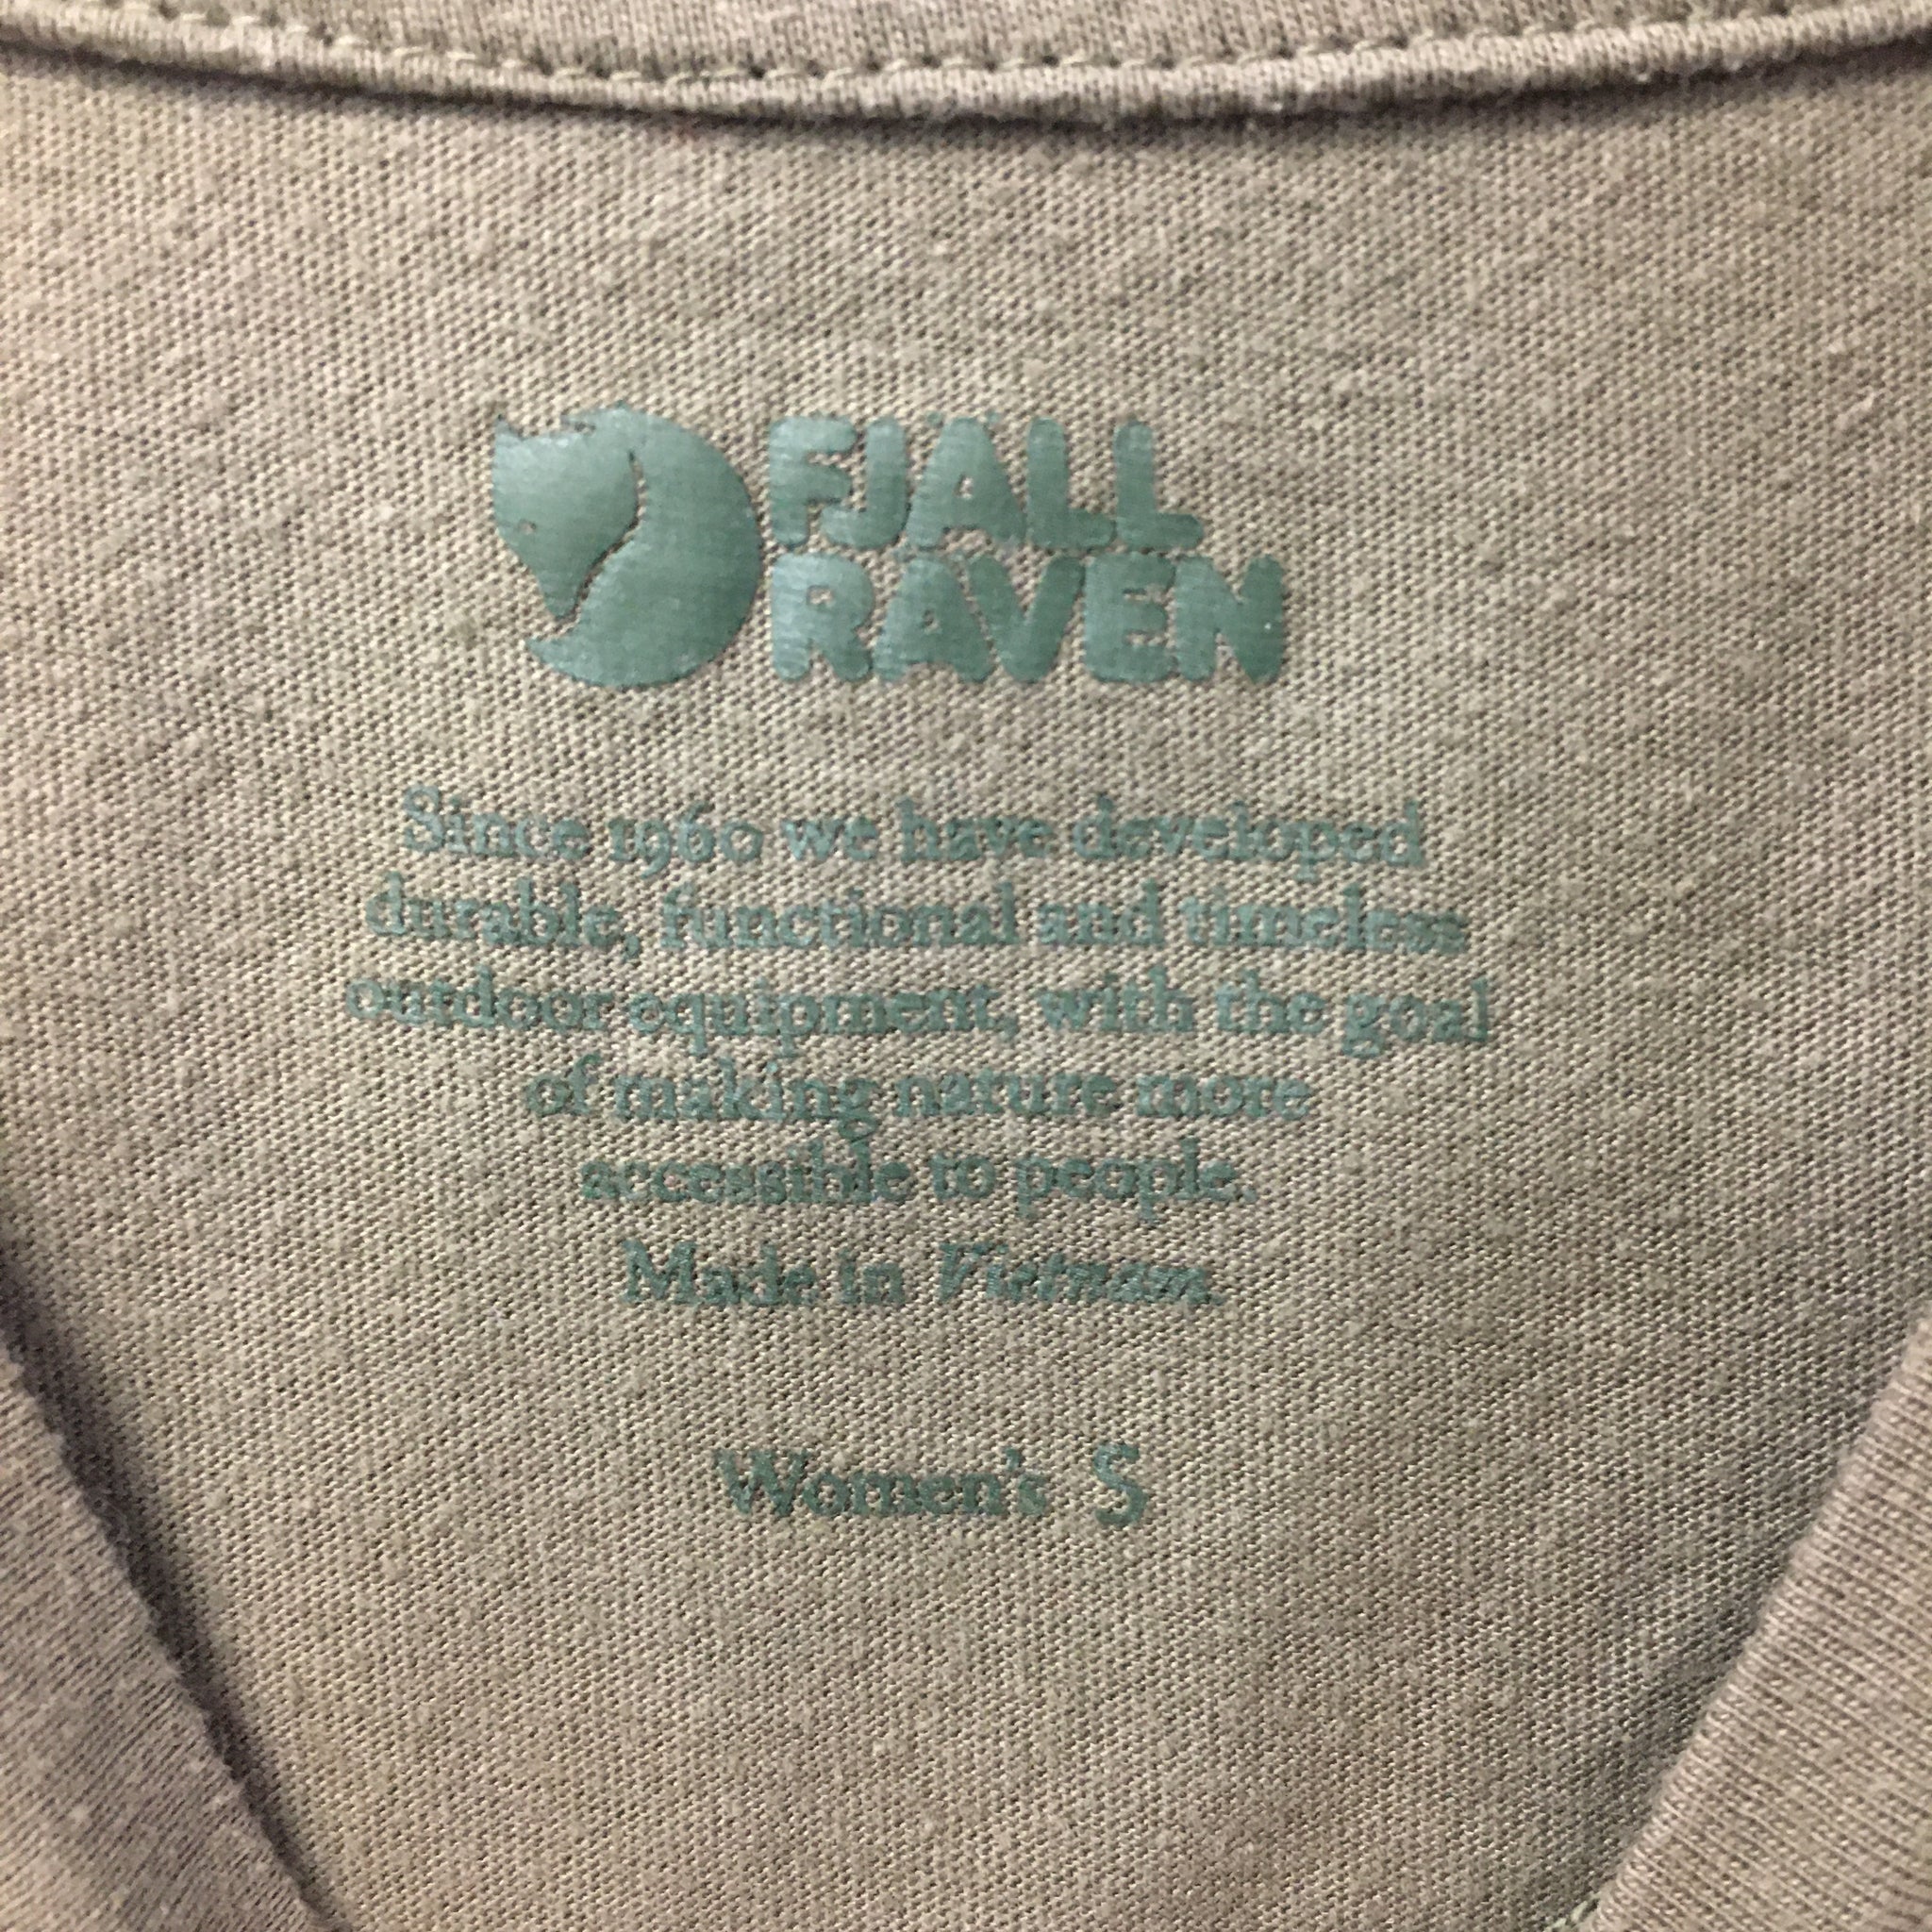 FJÄLL
RÄVEN
Since 1960 we have developed
durable, functional and timeless
outdoor equipment, with the goal
of making nature more
accessible to people.
Made in Vietnam.
Women's S